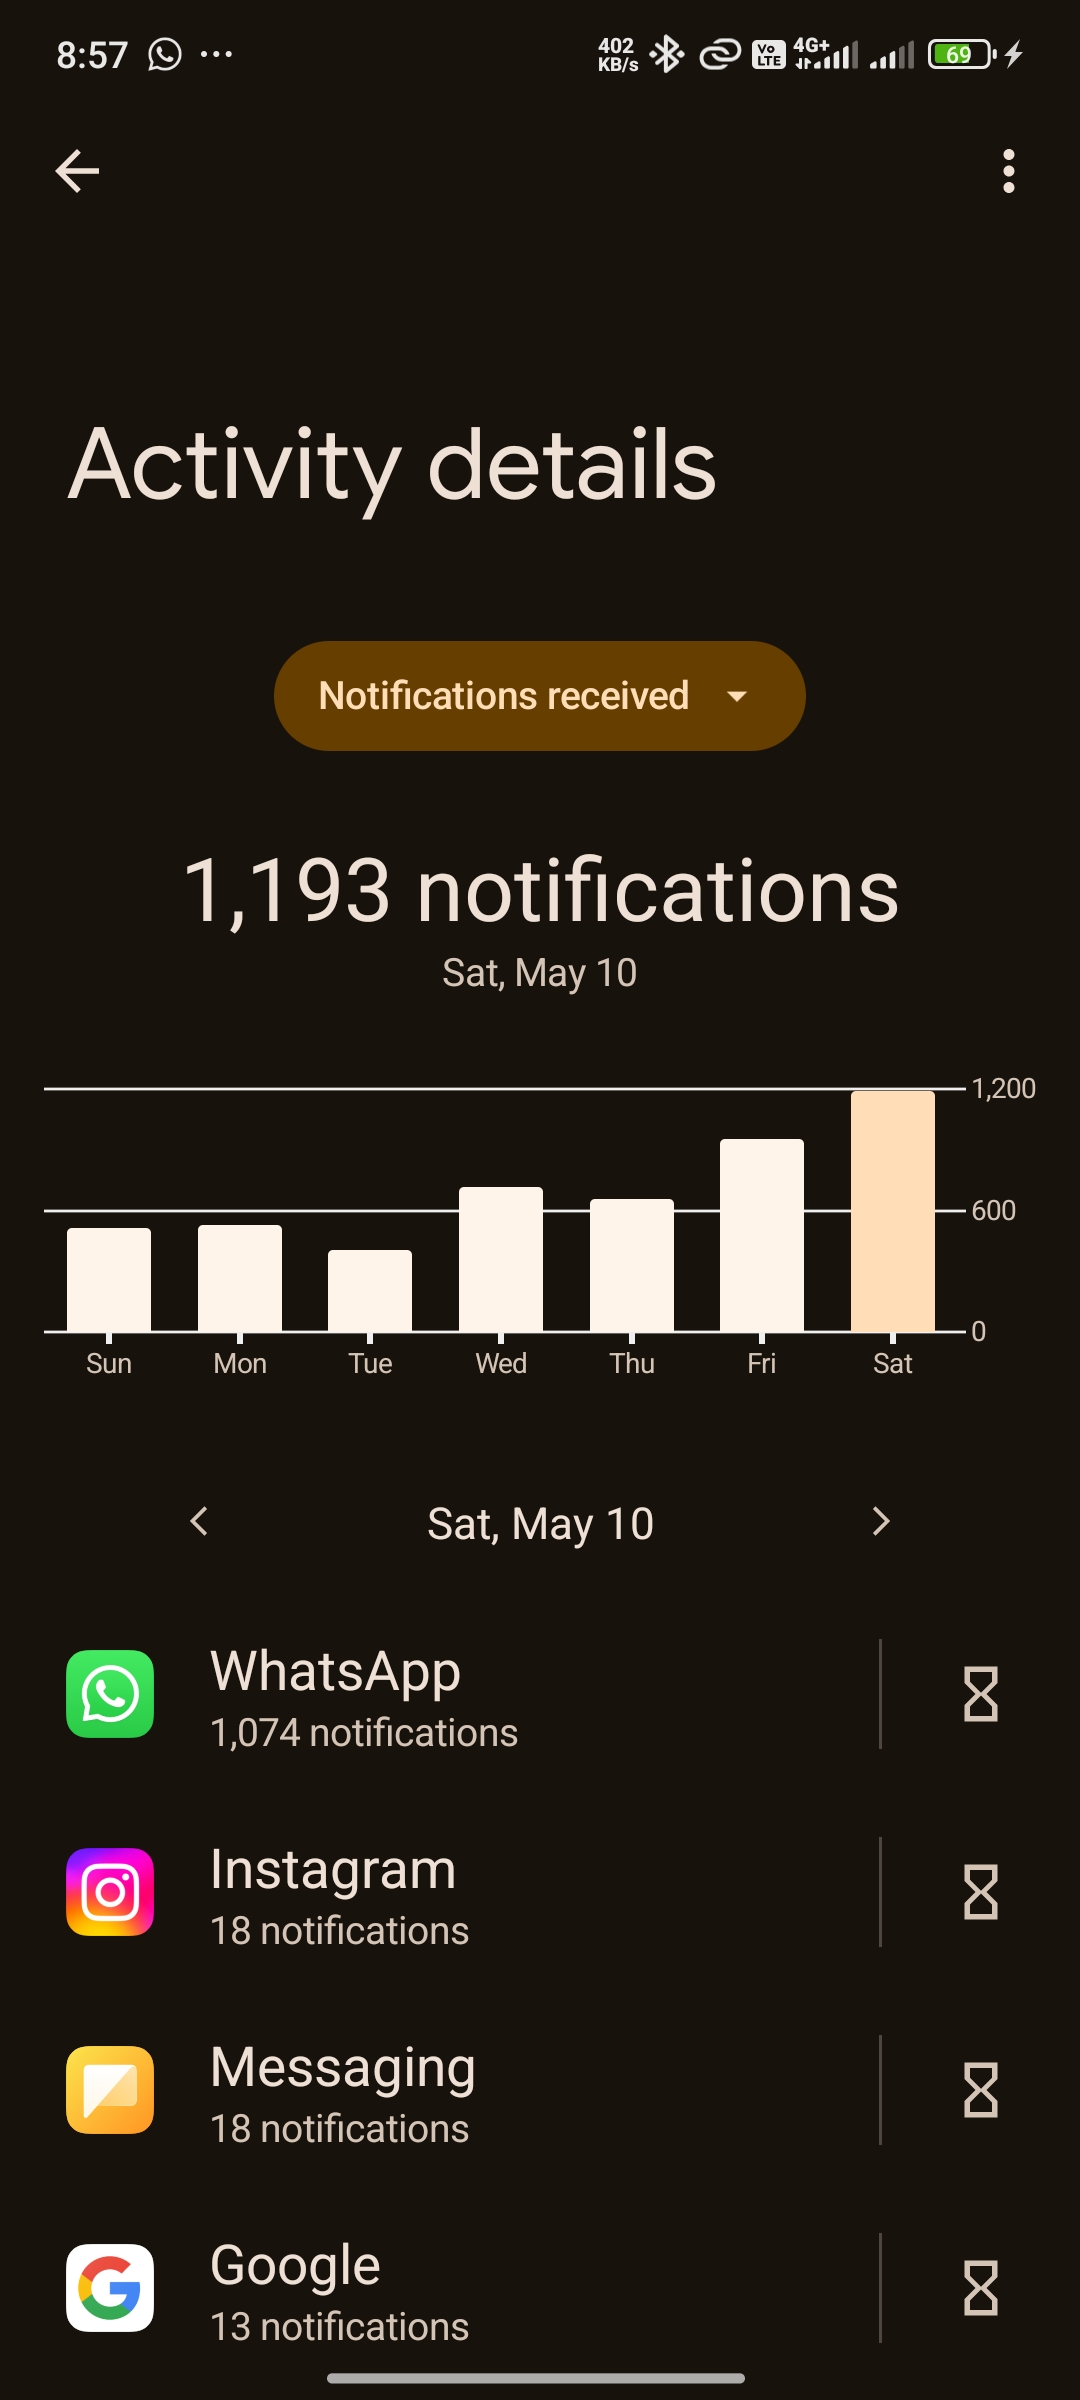 8:57 ... 402 KB/s Vo LTE 4G+ 69
Activity details
Notifications received
1,193 notifications
Sat, May 10
1,200
600
0
Sun Mon Tue Wed Thu Fri Sat
Sat, May 10
WhatsApp
1,074 notifications
Instagram
18 notifications
Messaging
18 notifications
Google
13 notifications